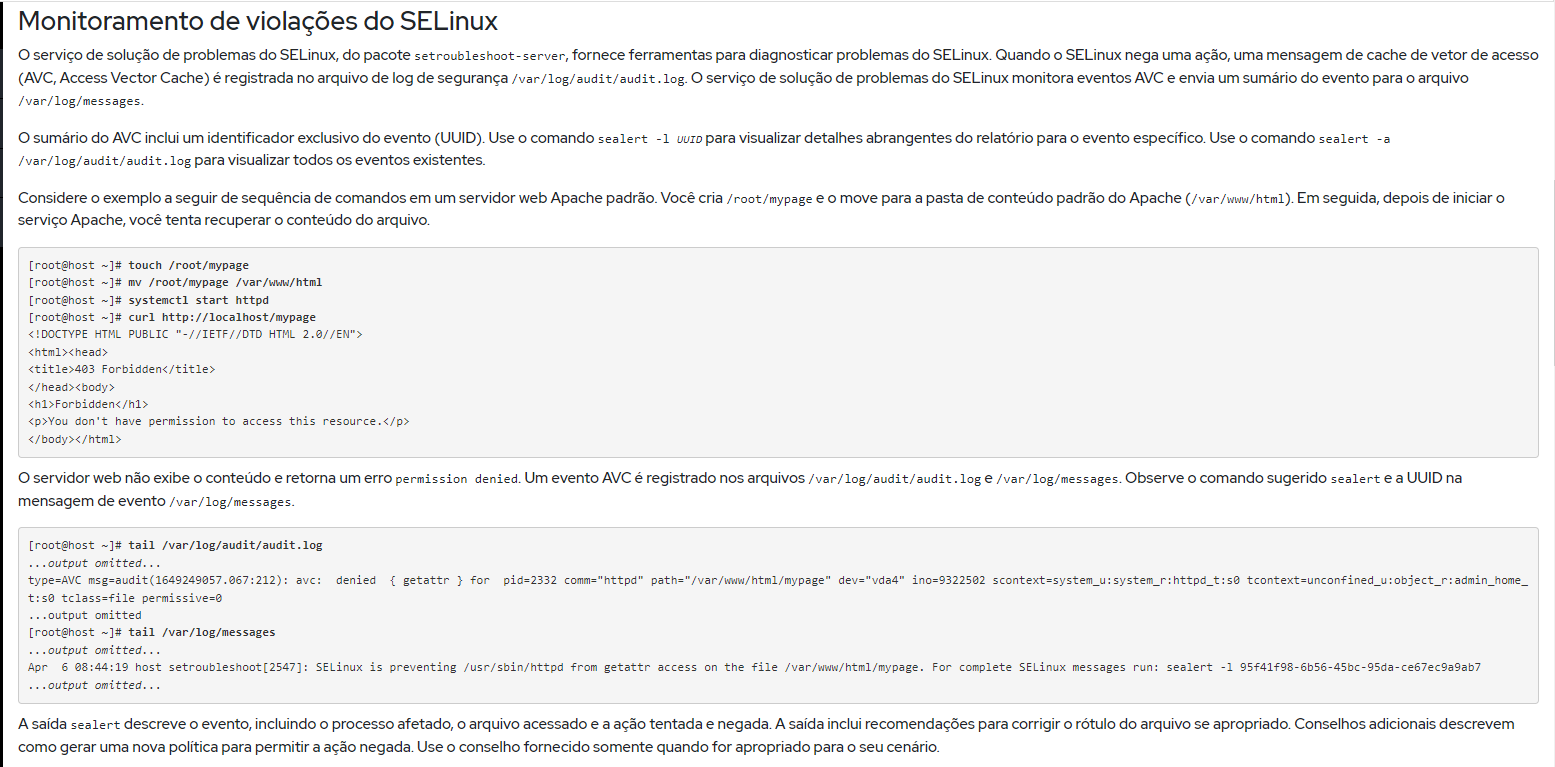 Monitoramento de violações do SELinux
O serviço de solução de problemas do SELinux, do pacote setroubleshoot-server, fornece ferramentas para diagnosticar problemas do SELinux. Quando o SELinux nega uma ação, uma mensagem de cache de vetor de acesso
(AVC, Access Vector Cache) é registrada no arquivo de log de segurança /var/log/audit/audit.log. O serviço de solução de problemas do SELinux monitora eventos AVC e envia um sumário do evento para o arquivo
/var/log/messages.
O sumário do AVC inclui um identificador exclusivo do evento (UUID). Use o comando sealert -l UUID para visualizar detalhes abrangentes do relatório para o evento específico. Use o comando sealert -a
/var/log/audit/audit.log para visualizar todos os eventos existentes.
Considere o exemplo a seguir de sequência de comandos em um servidor web Apache padrão. Você cria /root/mypage e o move para a pasta de conteúdo padrão do Apache (/var/www/html). Em seguida, depois de iniciar o
serviço Apache, você tenta recuperar o conteúdo do arquivo.
[root@host ~]# touch /root/mypage
[root@host ~]# mv /root/mypage /var/www/html
[root@host ~]# systemctl start httpd
[root@host ~]# curl http://localhost/mypage
<!DOCTYPE HTML PUBLIC "-//IETF//DTD HTML 2.0//EN">
<html><head>
<title>403 Forbidden</title>
</head><body>
<h1>Forbidden</h1>
<p>You don't have permission to access this resource.</p>
</body></html>
O servidor web não exibe o conteúdo e retorna um erro permission denied. Um evento AVC é registrado nos arquivos /var/log/audit/audit.log e /var/log/messages. Observe o comando sugerido sealert e a UUID na
mensagem de evento /var/log/messages.
[root@host ~]# tail /var/log/audit/audit.log
...output omitted...
type=AVC msg=audit(1649249057.067:212): avc:  denied  { getattr } for  pid=2332 comm="httpd" path="/var/www/html/mypage" dev="vda4" ino=9322502 scontext=system_u:system_r:httpd_t:s0 tcontext=unconfined_u:object_r:admin_home_
t:s0 tclass=file permissive=0
...output omitted
[root@host ~]# tail /var/log/messages
...output omitted...
Apr  6 08:44:19 host setroubleshoot[2547]: SELinux is preventing /usr/sbin/httpd from getattr access on the file /var/www/html/mypage. For complete SELinux messages run: sealert -l 95f41f98-6b56-45bc-95da-ce67ec9a9ab7
...output omitted...
A saída sealert descreve o evento, incluindo o processo afetado, o arquivo acessado e a ação tentada e negada. A saída inclui recomendações para corrigir o rótulo do arquivo se apropriado. Conselhos adicionais descrevem
como gerar uma nova política para permitir a ação negada. Use o conselho fornecido somente quando for apropriado para o seu cenário.